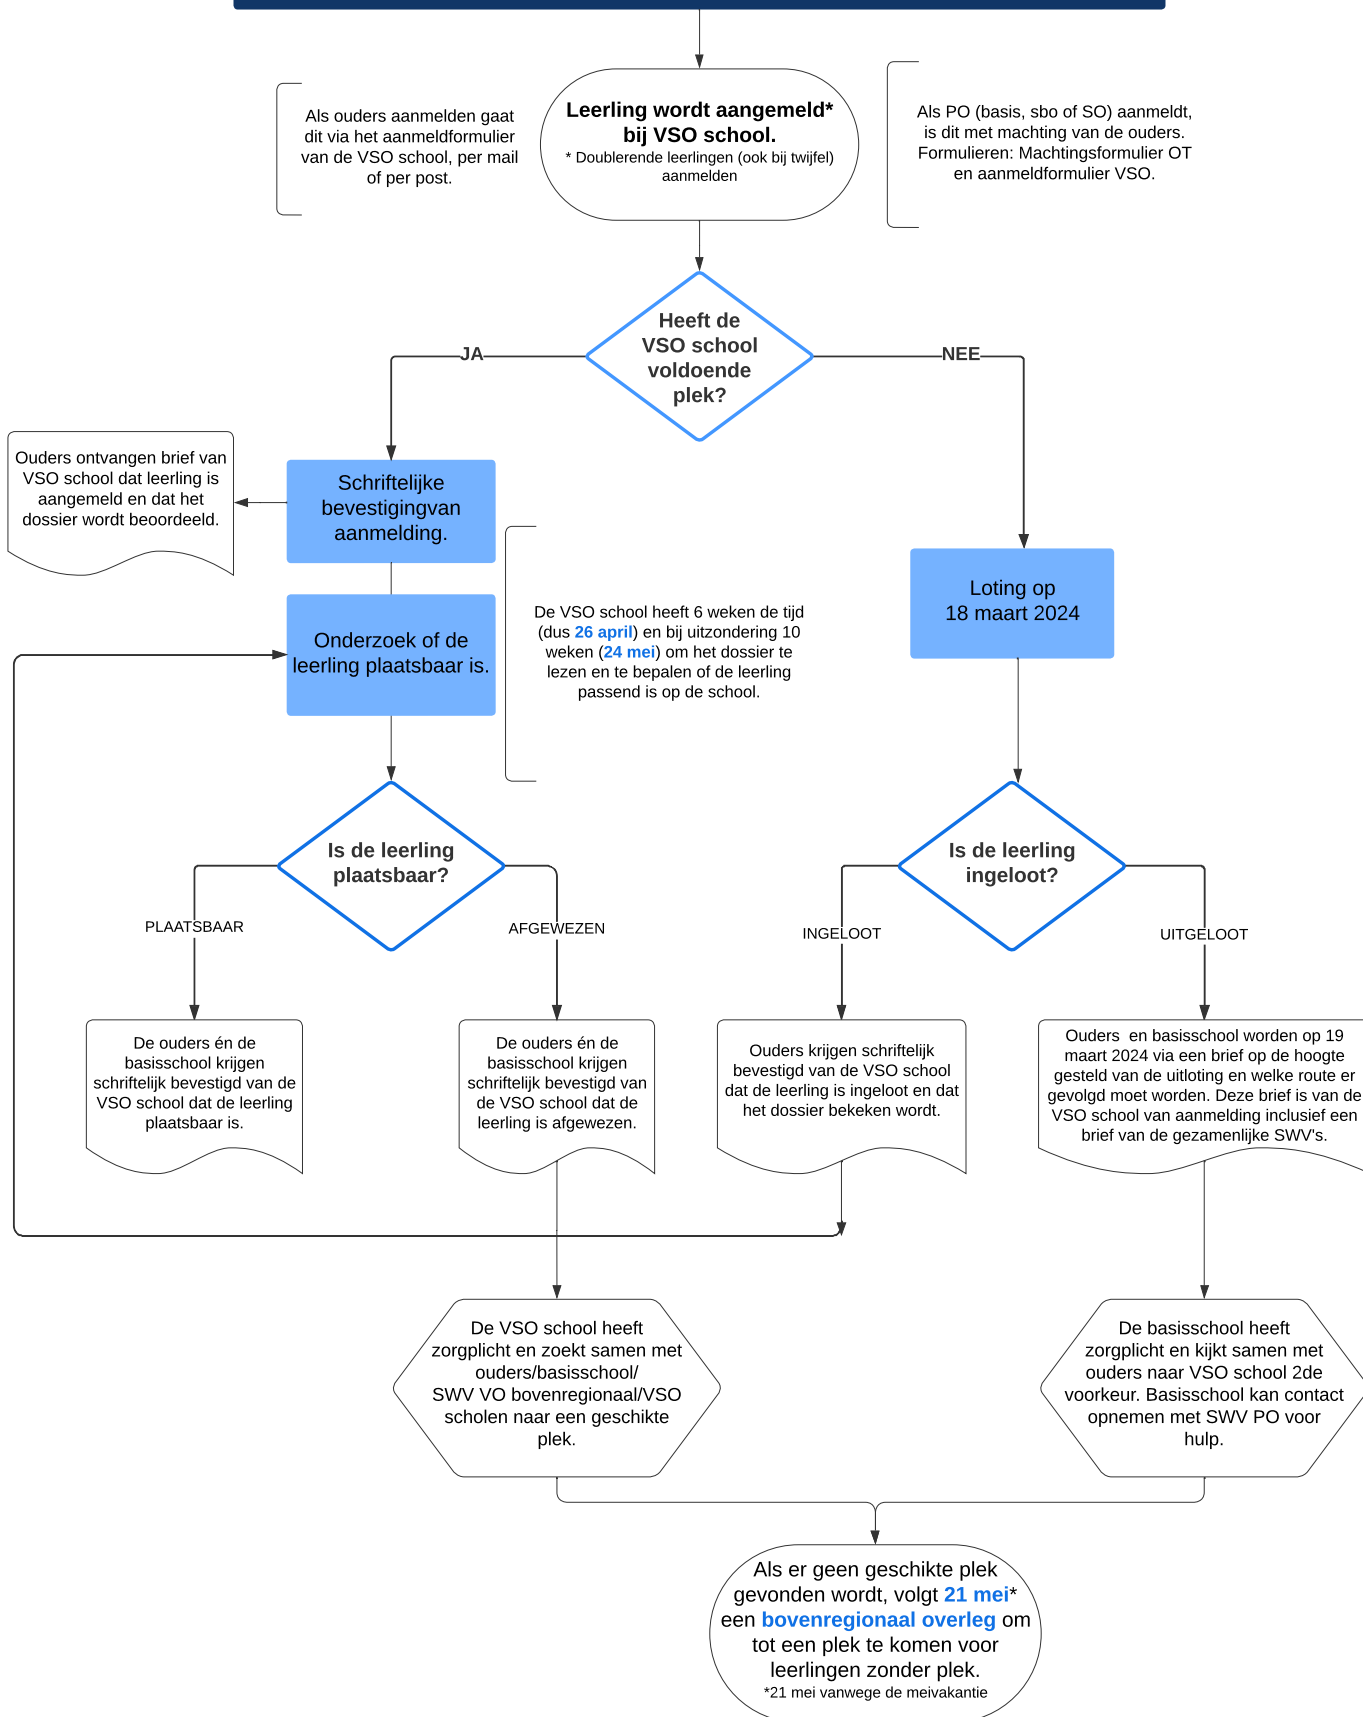 Als ouders aanmelden gaat
dit via het aanmeldformulier
van de VSO school, per mail
of per post.
Leerling wordt aangemeld*
bij VSO school.
* Doublerende leerlingen (ook bij twijfel)
aanmelden
Als PO (basis, sbo of SO) aanmeldt,
is dit met machting van de ouders.
Formulieren: Machtingsformulier OT
en aanmeldformulier VSO.
Heeft de
VSO school
voldoende
plek?
JA
NEE
Ouders ontvangen brief van
VSO school dat leerling is
aangemeld en dat het
dossier wordt beoordeeld.
Schriftelijke
bevestigingvan
aanmelding.
Onderzoek of de
leerling plaatsbaar is.
De VSO school heeft 6 weken de tijd
(dus 26 april) en bij uitzondering 10
weken (24 mei) om het dossier te
lezen en te bepalen of de leerling
passend is op de school.
Loting op
18 maart 2024
Is de leerling
plaatsbaar?
Is de leerling
ingeloot?
PLAATSBAAR
AFGEWEZEN
INGELOOT
UITGELOOT
De ouders én de
basisschool krijgen
schriftelijk bevestigd van de
VSO school dat de leerling
plaatsbaar is.
De ouders én de
basisschool krijgen
schriftelijk bevestigd van
de VSO school dat de
leerling is afgewezen.
Ouders krijgen schriftelijk
bevestigd van de VSO school
dat de leerling is ingeloot en dat
het dossier bekeken wordt.
Ouders  en basisschool worden op 19
maart 2024 via een brief op de hoogte
gesteld van de uitloting en welke route er
gevolgd moet worden. Deze brief is van de
VSO school van aanmelding inclusief een
brief van de gezamenlijke SWV's.
De VSO school heeft
zorgplicht en zoekt samen met
ouders/basisschool/
SWV VO bovenregionaal/VSO
scholen naar een geschikte
plek.
De basisschool heeft
zorgplicht en kijkt samen met
ouders naar VSO school 2de
voorkeur. Basisschool kan contact
opnemen met SWV PO voor
hulp.
Als er geen geschikte plek
gevonden wordt, volgt 21 mei*
een bovenregionaal overleg om
tot een plek te komen voor
leerlingen zonder plek.
*21 mei vanwege de meivakantie